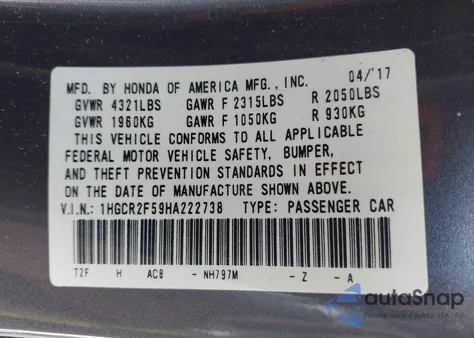 MFD. BY HONDA OF AMERICA MFG., INC. 04/'17
GVWR 4321LBS GAWR F 2315LBS R 2050LBS
GVWR 1960KG GAWR F 1050KG R 930KG
THIS VEHICLE CONFORMS TO ALL APPLICABLE
FEDERAL MOTOR VEHICLE SAFETY, BUMPER,
AND THEFT PREVENTION STANDARDS IN EFFECT
ON THE DATE OF MANUFACTURE SHOWN ABOVE.
V.I.N.: 1HGCR2F59HA222738 TYPE: PASSENGER CAR
T2F H AC8 - NH797M - Z - A
autoSnap